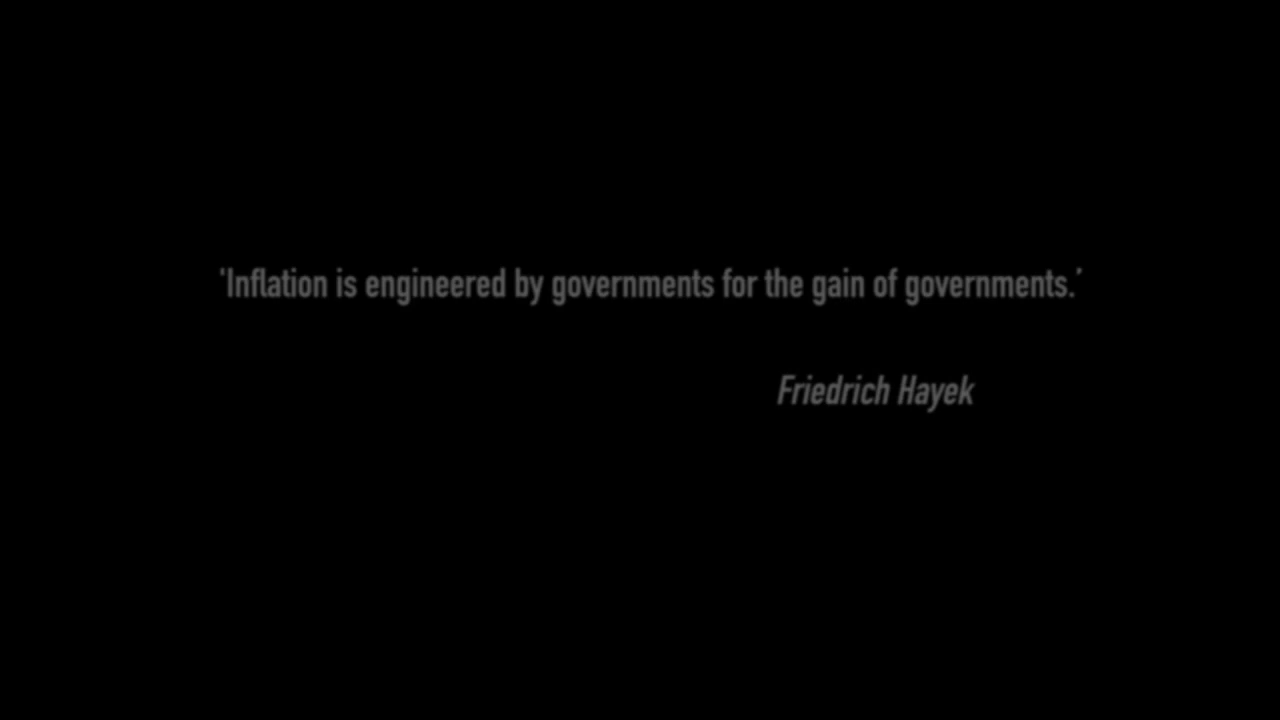 'Inflation is engineered by governments for the gain of governments.'
Friedrich Hayek